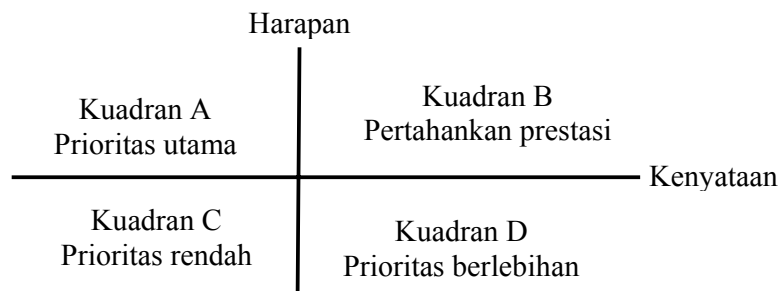 Harapan
Kuadran A
Prioritas utama
Kuadran B
Pertahankan prestasi
Kenyataan
Kuadran C
Prioritas rendah
Kuadran D
Prioritas berlebihan